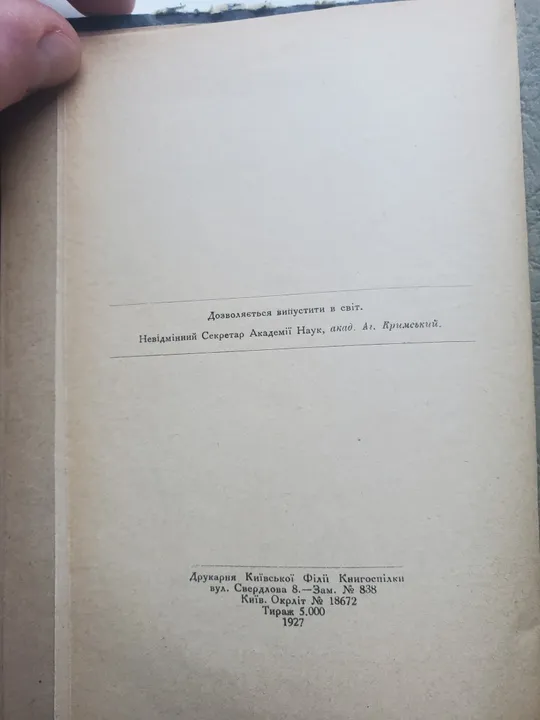 Дозволяється випустити в світ.
Невідмінний Секретар Академії Наук, акад. Аг. Кримський.
Друкарня Київської Філії Книгоспілки
вул. Свердлова 8.—Зам. № 838
Київ. Окрліт № 18672
Тираж 5.000
1927